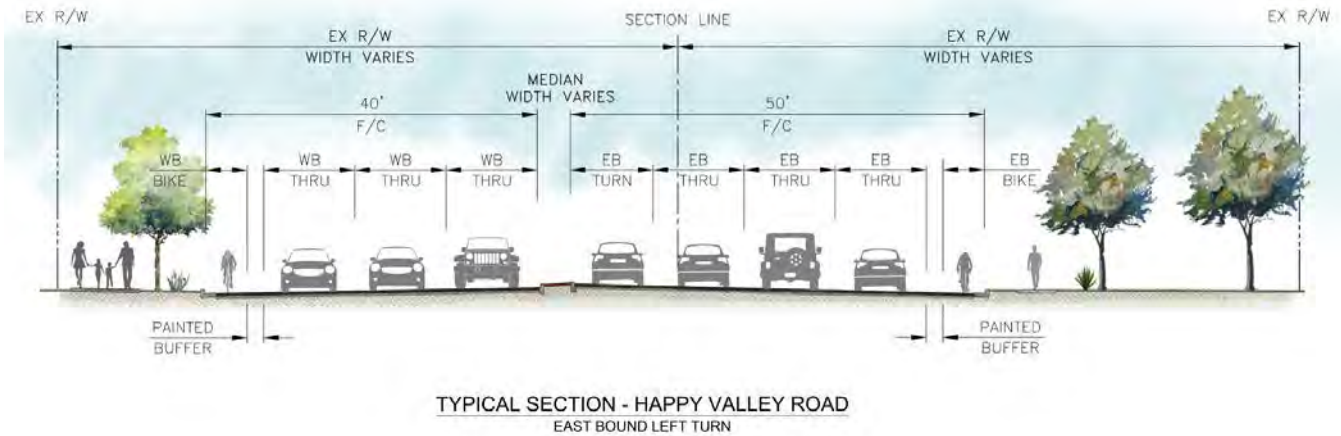 EX R/W
SECTION LINE
EX R/W
EX R/W
WIDTH VARIES
EX R/W
WIDTH VARIES
MEDIAN
WIDTH VARIES
40'
F/C
50'
F/C
WB
BIKE
WB
THRU
WB
THRU
WB
THRU
EB
TURN
EB
THRU
EB
THRU
EB
THRU
EB
BIKE
PAINTED
BUFFER
PAINTED
BUFFER
TYPICAL SECTION - HAPPY VALLEY ROAD
EAST BOUND LEFT TURN